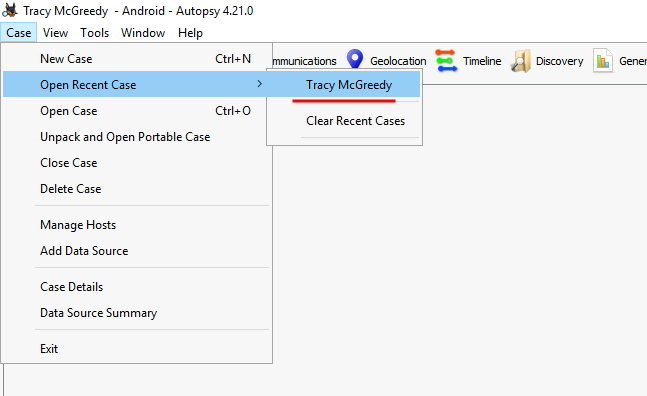 Tracy McGreedy - Android - Autopsy 4.21.0
Case View Tools Window Help
mmunications Geolocation Timeline Discovery Gener
New Case Ctrl+N
Open Recent Case
Open Case Ctrl+O
Unpack and Open Portable Case
Close Case
Delete Case
Manage Hosts
Add Data Source
Case Details
Data Source Summary
Exit
Tracy McGreedy
Clear Recent Cases